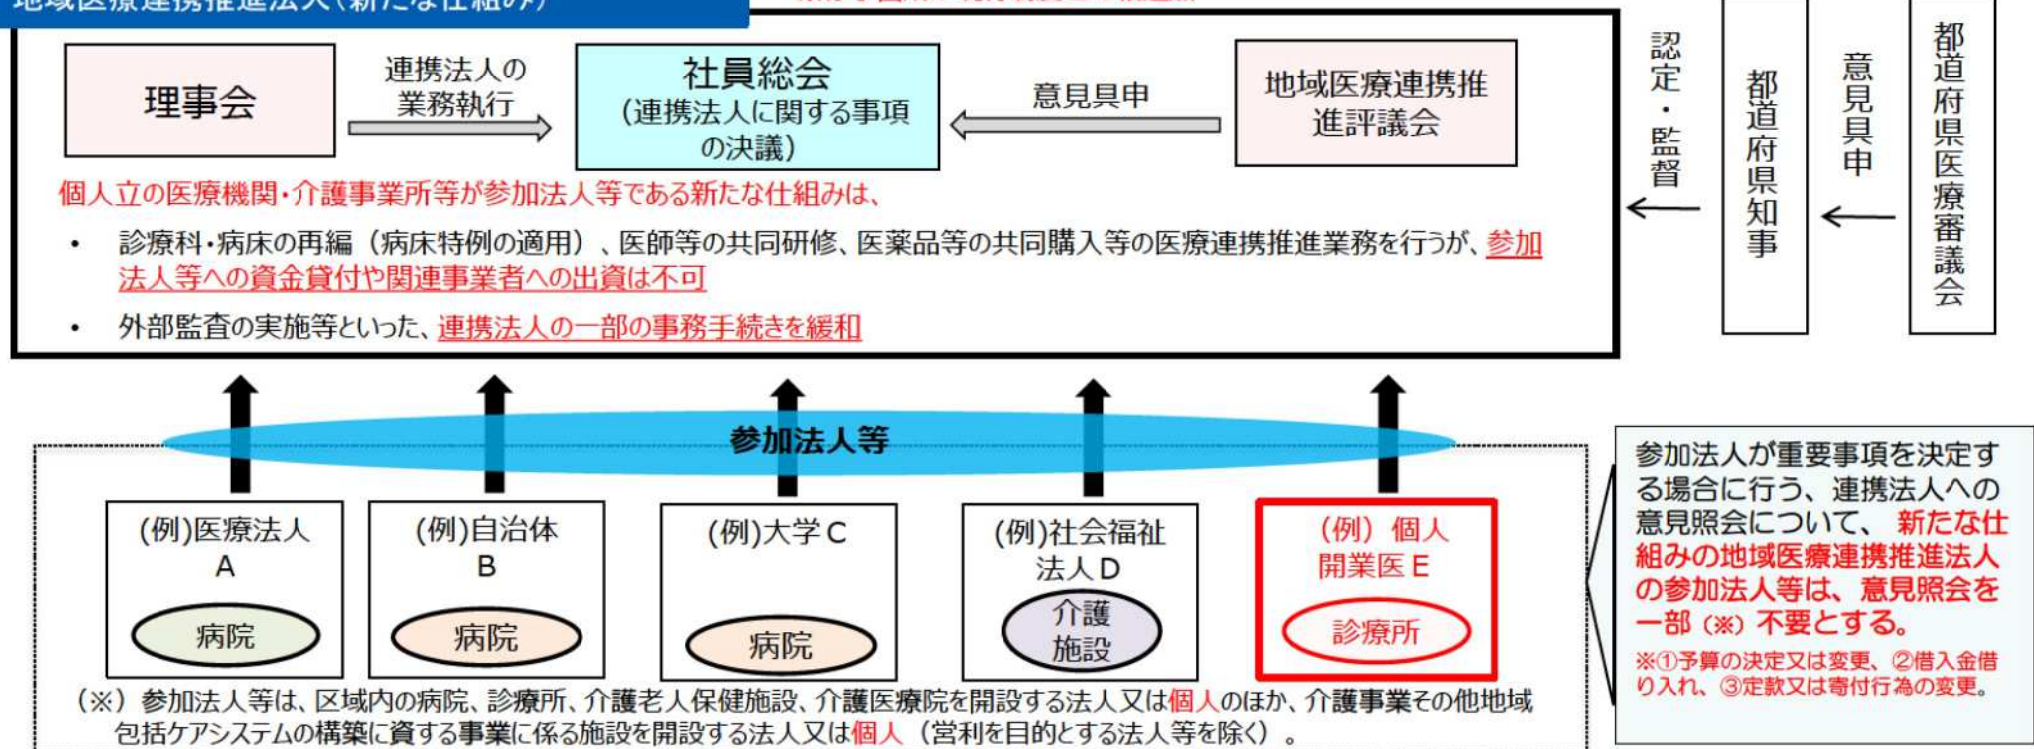 地域医療連携推進法人（新たな仕組み）
理事会
連携法人の
業務執行
社員総会
（連携法人に関する事項
の決議）
意見具申
地域医療連携推
進評議会
個人立の医療機関・介護事業所等が参加法人等である新たな仕組みは、
・ 診療科・病床の再編（病床特例の適用）、医師等の共同研修、医薬品等の共同購入等の医療連携推進業務を行うが、参加
法人等への資金貸付や関連事業者への出資は不可
・ 外部監査の実施等といった、連携法人の一部の事務手続きを緩和
認定・監督
都道府県知事
意見具申
都道府県医療審議会
参加法人等
(例)医療法人
A
病院
(例)自治体
B
病院
(例)大学C
病院
(例)社会福祉
法人D
介護
施設
(例) 個人
開業医E
診療所
（※）参加法人等は、区域内の病院、診療所、介護老人保健施設、介護医療院を開設する法人又は個人のほか、介護事業その他地域
包括ケアシステムの構築に資する事業に係る施設を開設する法人又は個人（営利を目的とする法人等を除く）。
参加法人が重要事項を決定す
る場合に行う、連携法人への
意見照会について、 新たな仕
組みの地域医療連携推進法人
の参加法人等は、意見照会を
一部（※）不要とする。
※①予算の決定又は変更、②借入金借
り入れ、③定款又は寄付行為の変更。